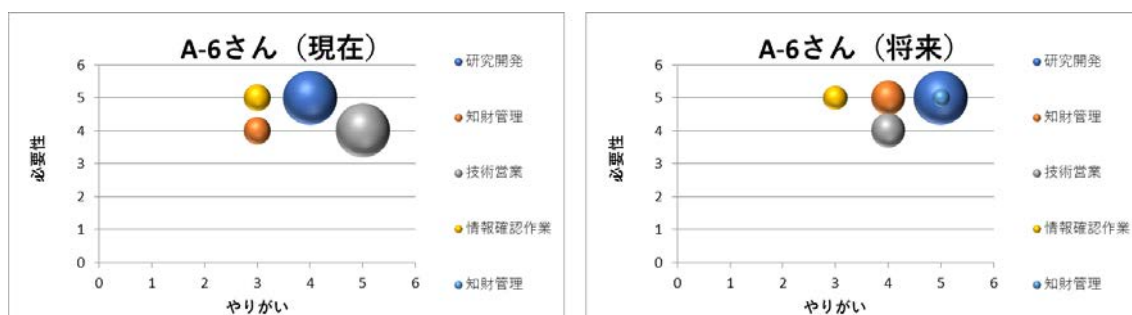 A-6さん（現在）
6
5
4
3
2
1
0
必要性
0 1 2 3 4 5 6
やりがい
研究開発
知財管理
技術営業
情報確認作業
知財管理
A-6さん（将来）
6
5
4
3
2
1
0
必要性
0 1 2 3 4 5 6
やりがい
研究開発
知財管理
技術営業
情報確認作業
知財管理